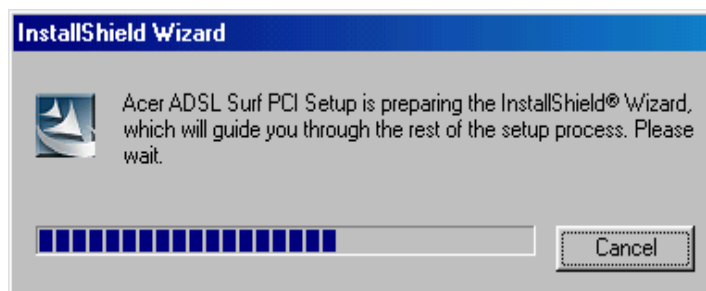 InstallShield Wizard
Acer ADSL Surf PCI Setup is preparing the InstallShield® Wizard,
which will guide you through the rest of the setup process. Please
wait.
Cancel